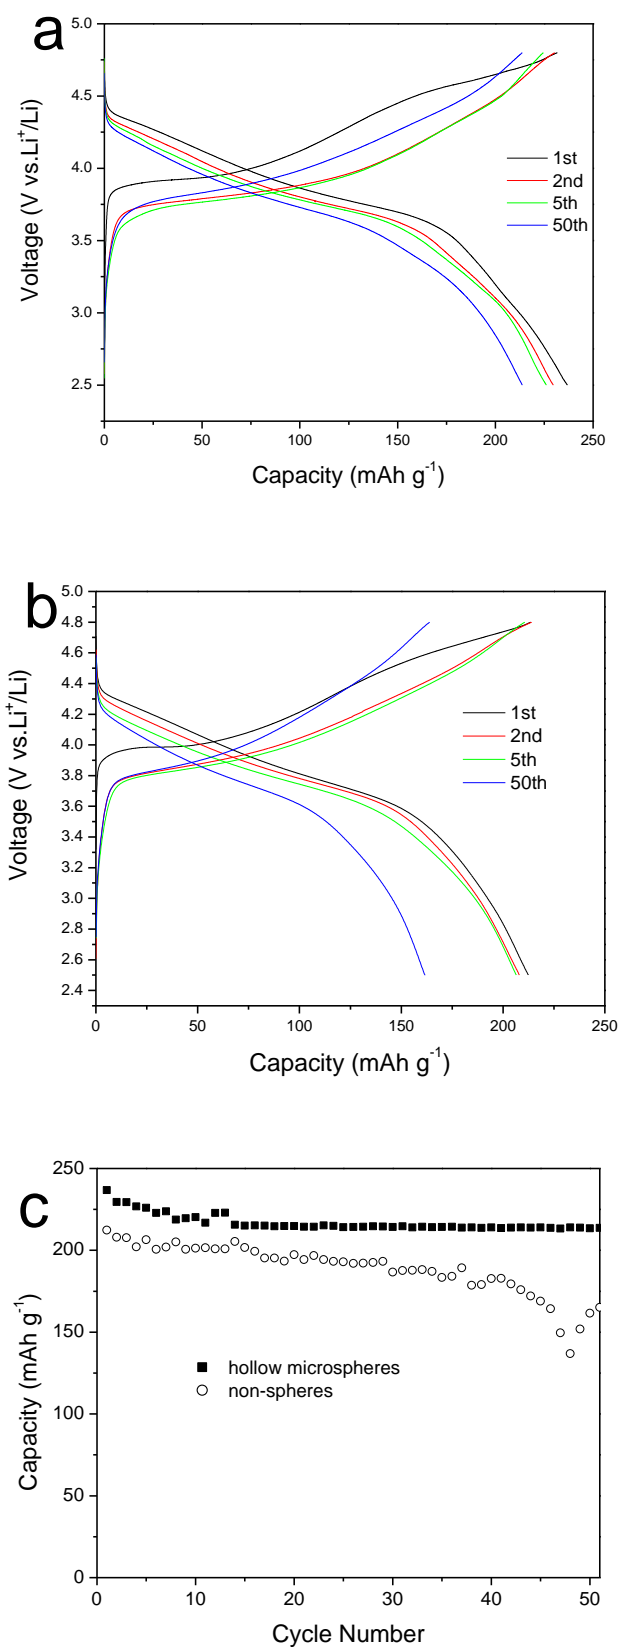 a
5.0
4.5
4.0
3.5
3.0
2.5
Voltage (V vs.Li⁺/Li)
1st
2nd
5th
50th
0 50 100 150 200 250
Capacity (mAh g⁻¹)
b
5.0
4.8
4.6
4.4
4.2
4.0
3.8
3.6
3.4
3.2
3.0
2.8
2.6
2.4
Voltage (V vs.Li⁺/Li)
1st
2nd
5th
50th
0 50 100 150 200 250
Capacity (mAh g⁻¹)
c
250
200
150
100
50
0
Capacity (mAh g⁻¹)
hollow microspheres
non-spheres
0 10 20 30 40 50
Cycle Number